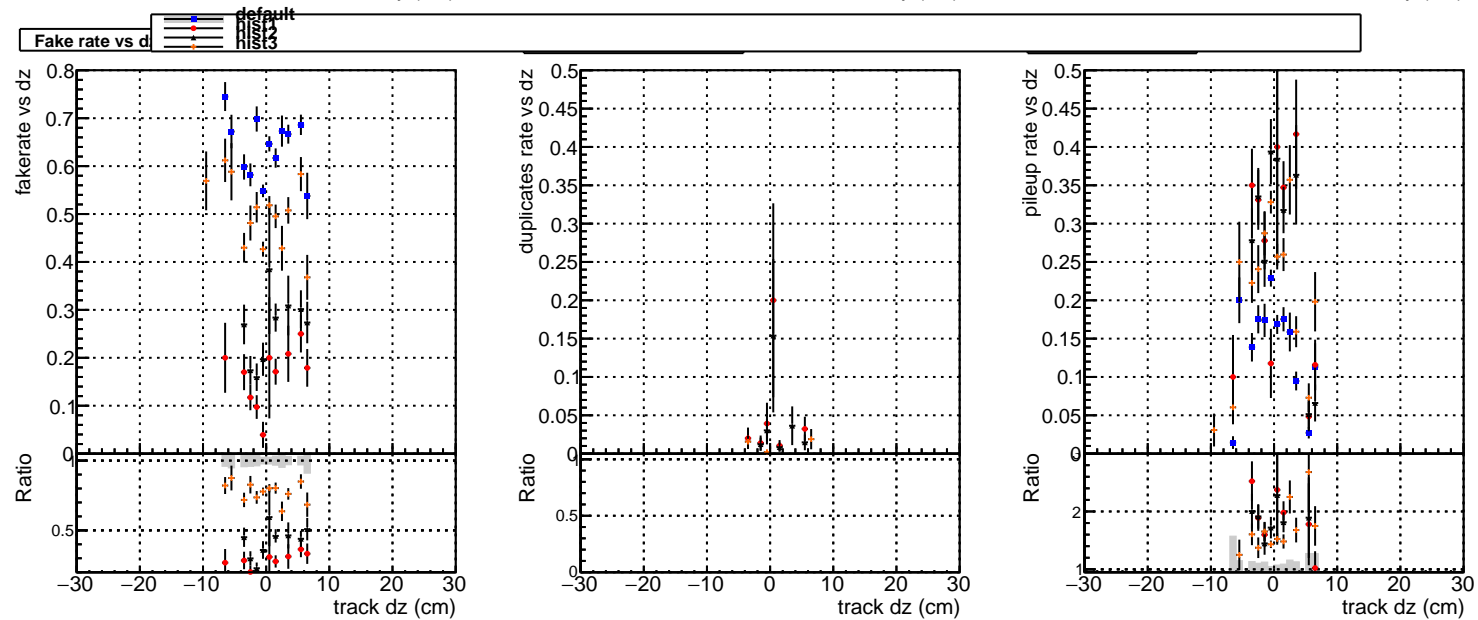 default
hist1
hist2
hist3
Fake rate vs dz
fakerate vs dz
0.8
0.7
0.6
0.5
0.4
0.3
0.2
0.1
0
Ratio
1
0.5
−30 −20 −10 0 10 20 30
track dz (cm)
duplicates rate vs dz
0.5
0.45
0.4
0.35
0.3
0.25
0.2
0.15
0.1
0.05
0
Ratio
1
0.5
0
−30 −20 −10 0 10 20 30
track dz (cm)
pileup rate vs dz
0.5
0.45
0.4
0.35
0.3
0.25
0.2
0.15
0.1
0.05
0
Ratio
2
1
−30 −20 −10 0 10 20 30
track dz (cm)